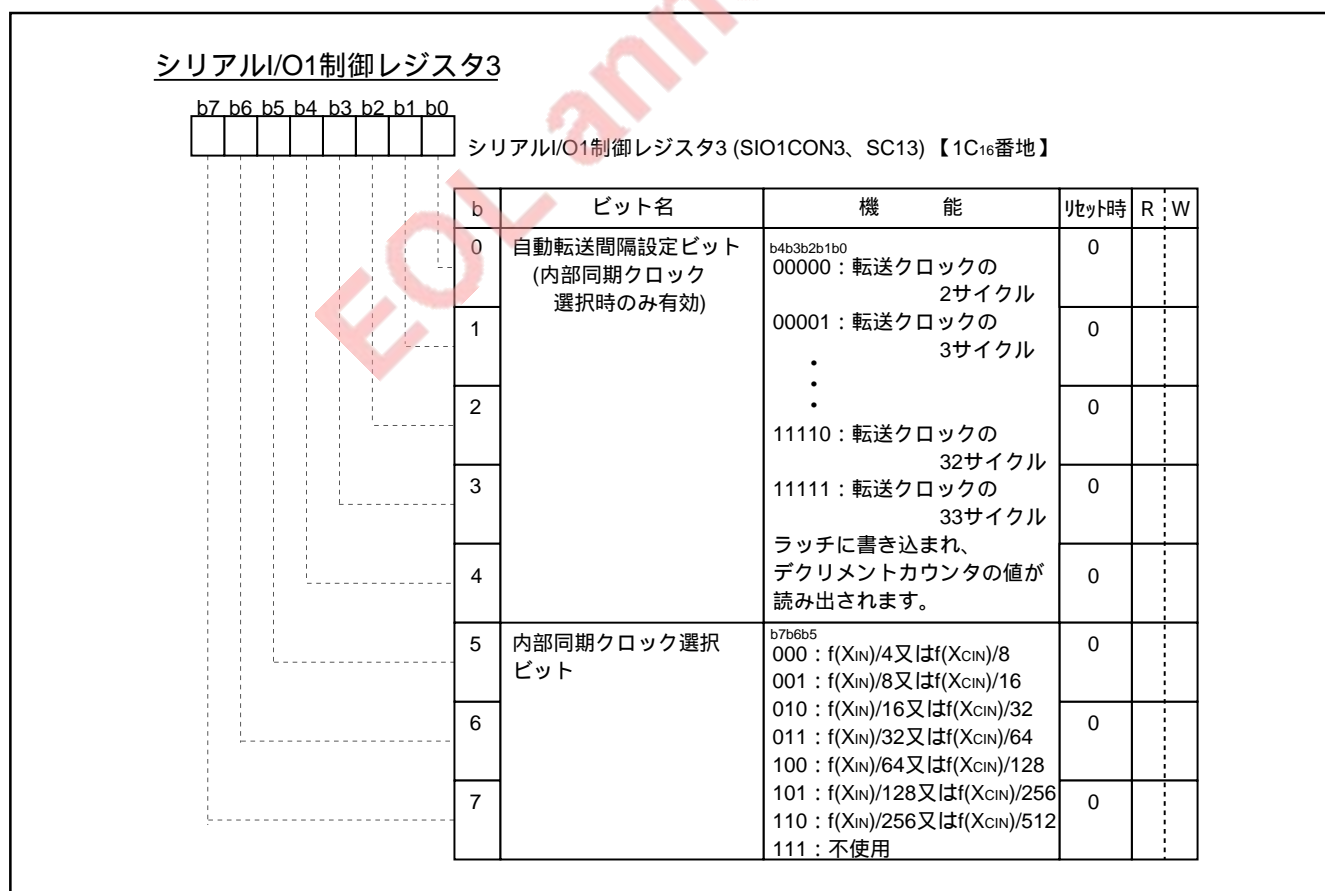 シリアルI/O1制御レジスタ3
b7 b6 b5 b4 b3 b2 b1 b0
シリアルI/O1制御レジスタ3 (SIO1CON3、SC13)【1C16番地】
b ビット名 機 能 リセット時 R W
0 自動転送間隔設定ビット
(内部同期クロック
選択時のみ有効)
b4b3b2b1b0
00000：転送クロックの
2サイクル
0
1
00001：転送クロックの
3サイクル
0
・
・
・
2
0
11110：転送クロックの
32サイクル
3
11111：転送クロックの
33サイクル
0
ラッチに書き込まれ、
デクリメントカウンタの値が
読み出されます。
4
0
5 内部同期クロック選択
ビット
b7b6b5
000：f(XIN)/4又はf(XCIN)/8
001：f(XIN)/8又はf(XCIN)/16
0
6
010：f(XIN)/16又はf(XCIN)/32
011：f(XIN)/32又はf(XCIN)/64
100：f(XIN)/64又はf(XCIN)/128
0
7
101：f(XIN)/128又はf(XCIN)/256
110：f(XIN)/256又はf(XCIN)/512
111：不使用
0
EOL ann